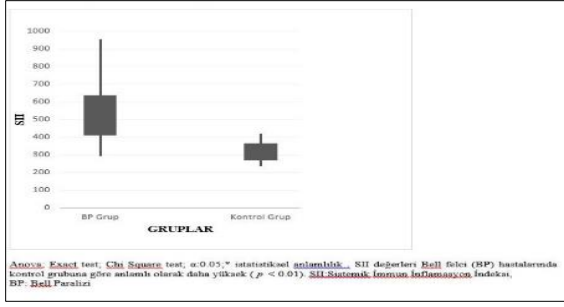 1000
900
800
700
600
500
400
300
200
100
0
SII
BP Grup Kontrol Grup
GRUPLAR
Anova, Exact test; Chi Square test; α:0.05;* istatistiksel anlamlılık , SII değerleri Bell felci (BP) hastalarında
kontrol grubuna göre anlamlı olarak daha yüksek ( p < 0.01). SII Sistemik İmmun İnflamasyon İndeksi,
BP: Bell Paralizi